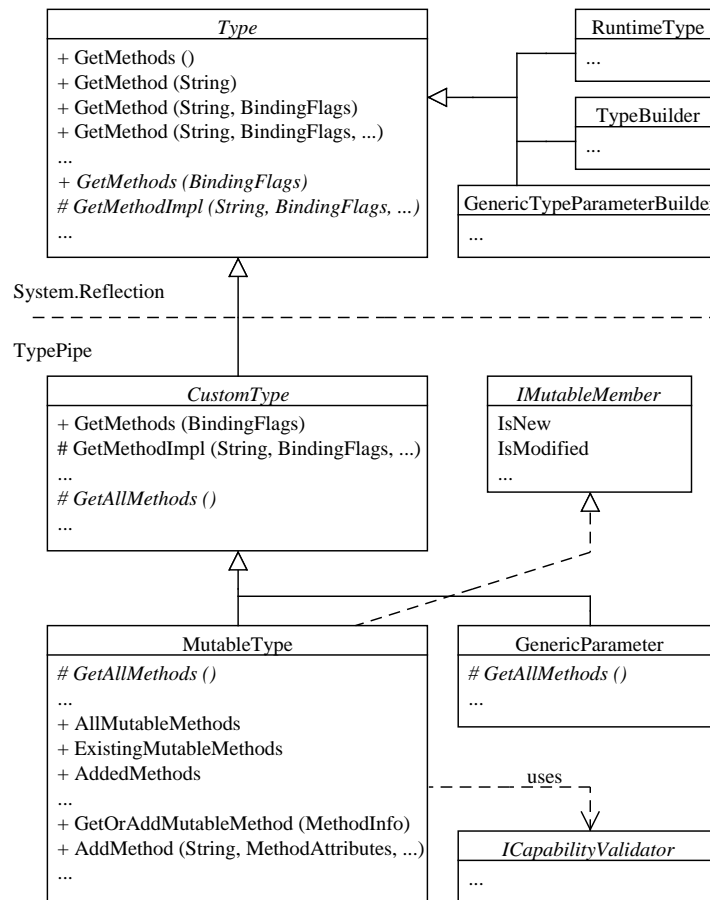 Type
+ GetMethods ()
+ GetMethod (String)
+ GetMethod (String, BindingFlags)
+ GetMethod (String, BindingFlags, ...)
...
+ GetMethods (BindingFlags)
# GetMethodImpl (String, BindingFlags, ...)
...
RuntimeType
...
TypeBuilder
...
GenericTypeParameterBuilder
...
System.Reflection
TypePipe
CustomType
+ GetMethods (BindingFlags)
# GetMethodImpl (String, BindingFlags, ...)
...
# GetAllMethods ()
...
IMutableMember
IsNew
IsModified
...
MutableType
# GetAllMethods ()
...
+ AllMutableMethods
+ ExistingMutableMethods
+ AddedMethods
...
+ GetOrAddMutableMethod (MethodInfo)
+ AddMethod (String, MethodAttributes, ...)
...
GenericParameter
# GetAllMethods ()
...
uses
ICapabilityValidator
...